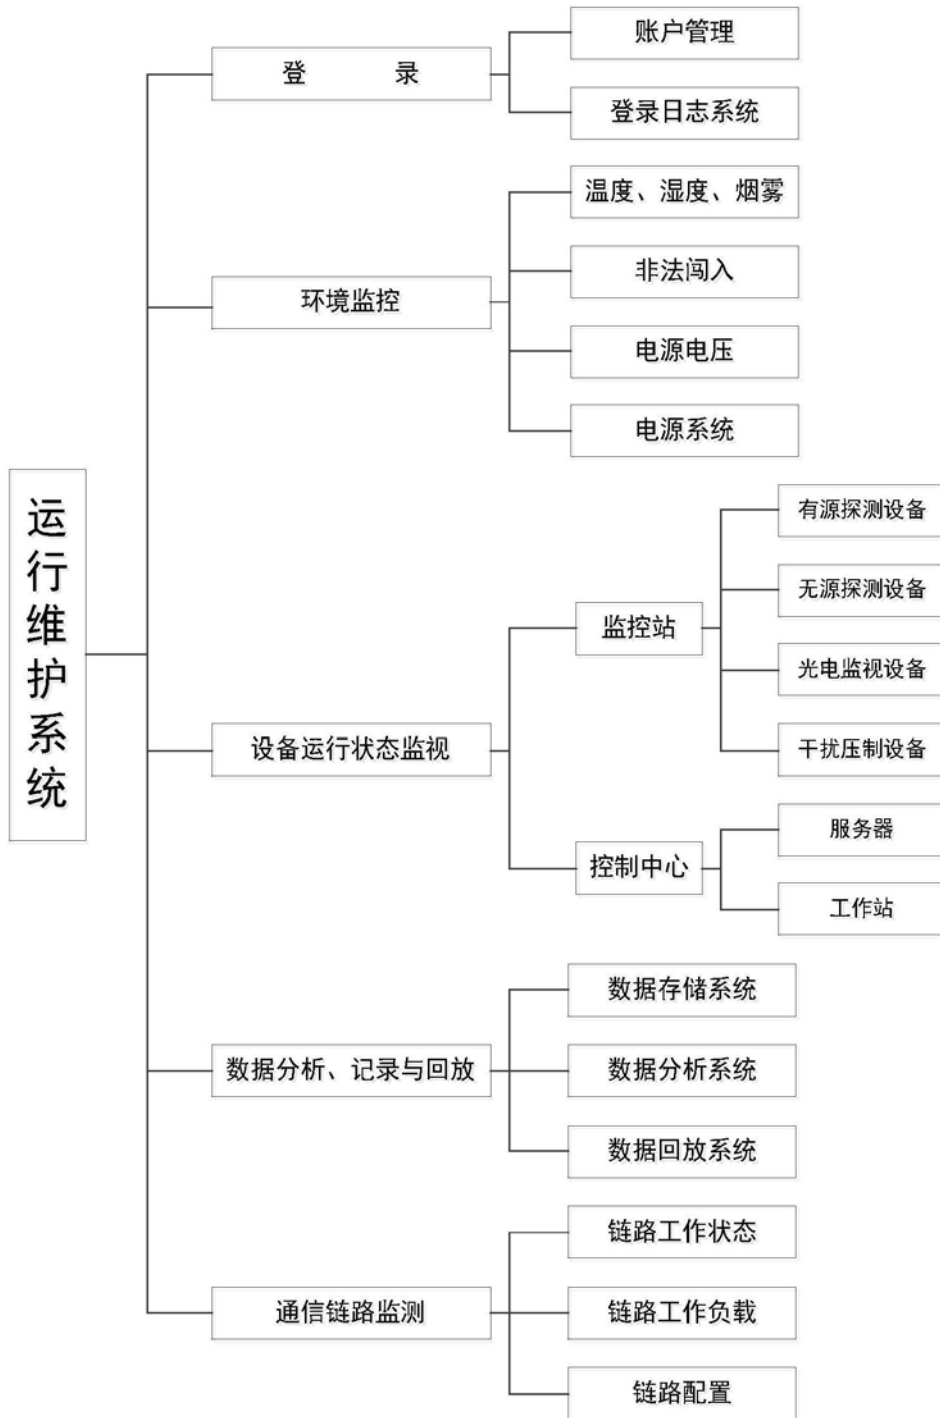 运行维护系统
登 录
账户管理
登录日志系统
环境监控
温度、湿度、烟雾
非法闯入
电源电压
电源系统
设备运行状态监视
监控站
有源探测设备
无源探测设备
光电监视设备
干扰压制设备
控制中心
服务器
工作站
数据分析、记录与回放
数据存储系统
数据分析系统
数据回放系统
通信链路监测
链路工作状态
链路工作负载
链路配置